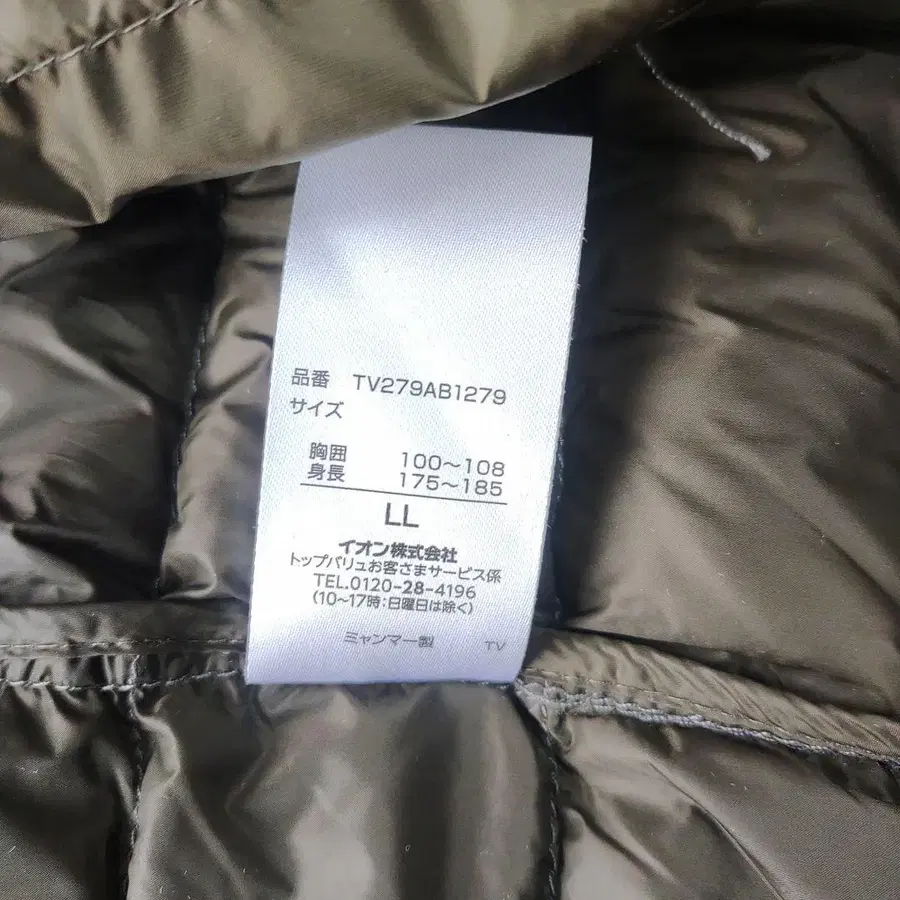 品番 TV279AB1279
サイズ
胸囲 100～108
身長 175～185
LL
イオン株式会社
トップバリュお客さまサービス係
TEL.0120-28-4196
(10～17時:日曜日は除く)
ミャンマー製 TV